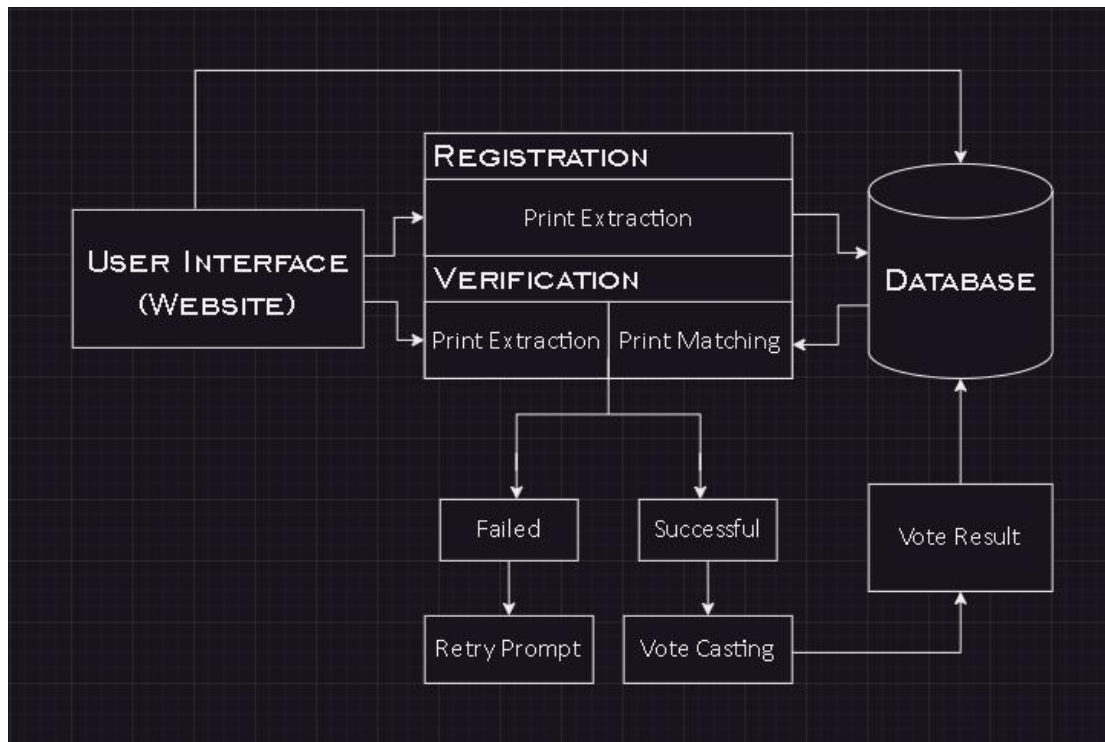 REGISTRATION
Print Extraction
USER INTERFACE
(WEBSITE)
VERIFICATION
Print Extraction
Print Matching
DATABASE
Failed
Successful
Vote Result
Retry Prompt
Vote Casting